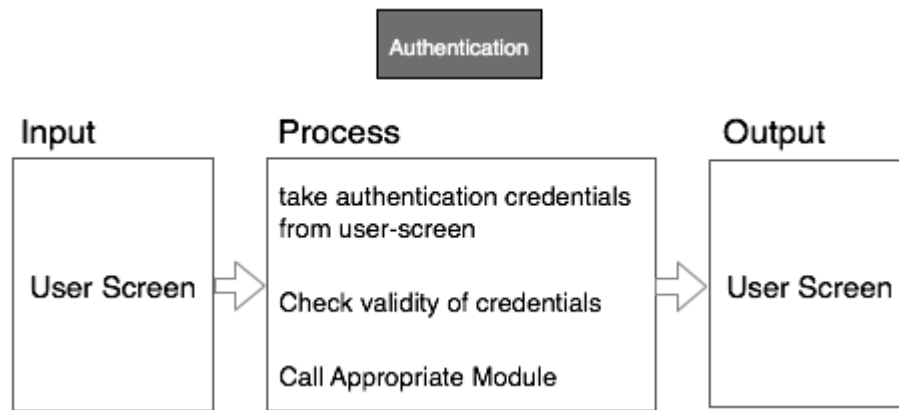 Authentication
Input
Process
Output
User Screen
take authentication credentials
from user-screen
Check validity of credentials
Call Appropriate Module
User Screen